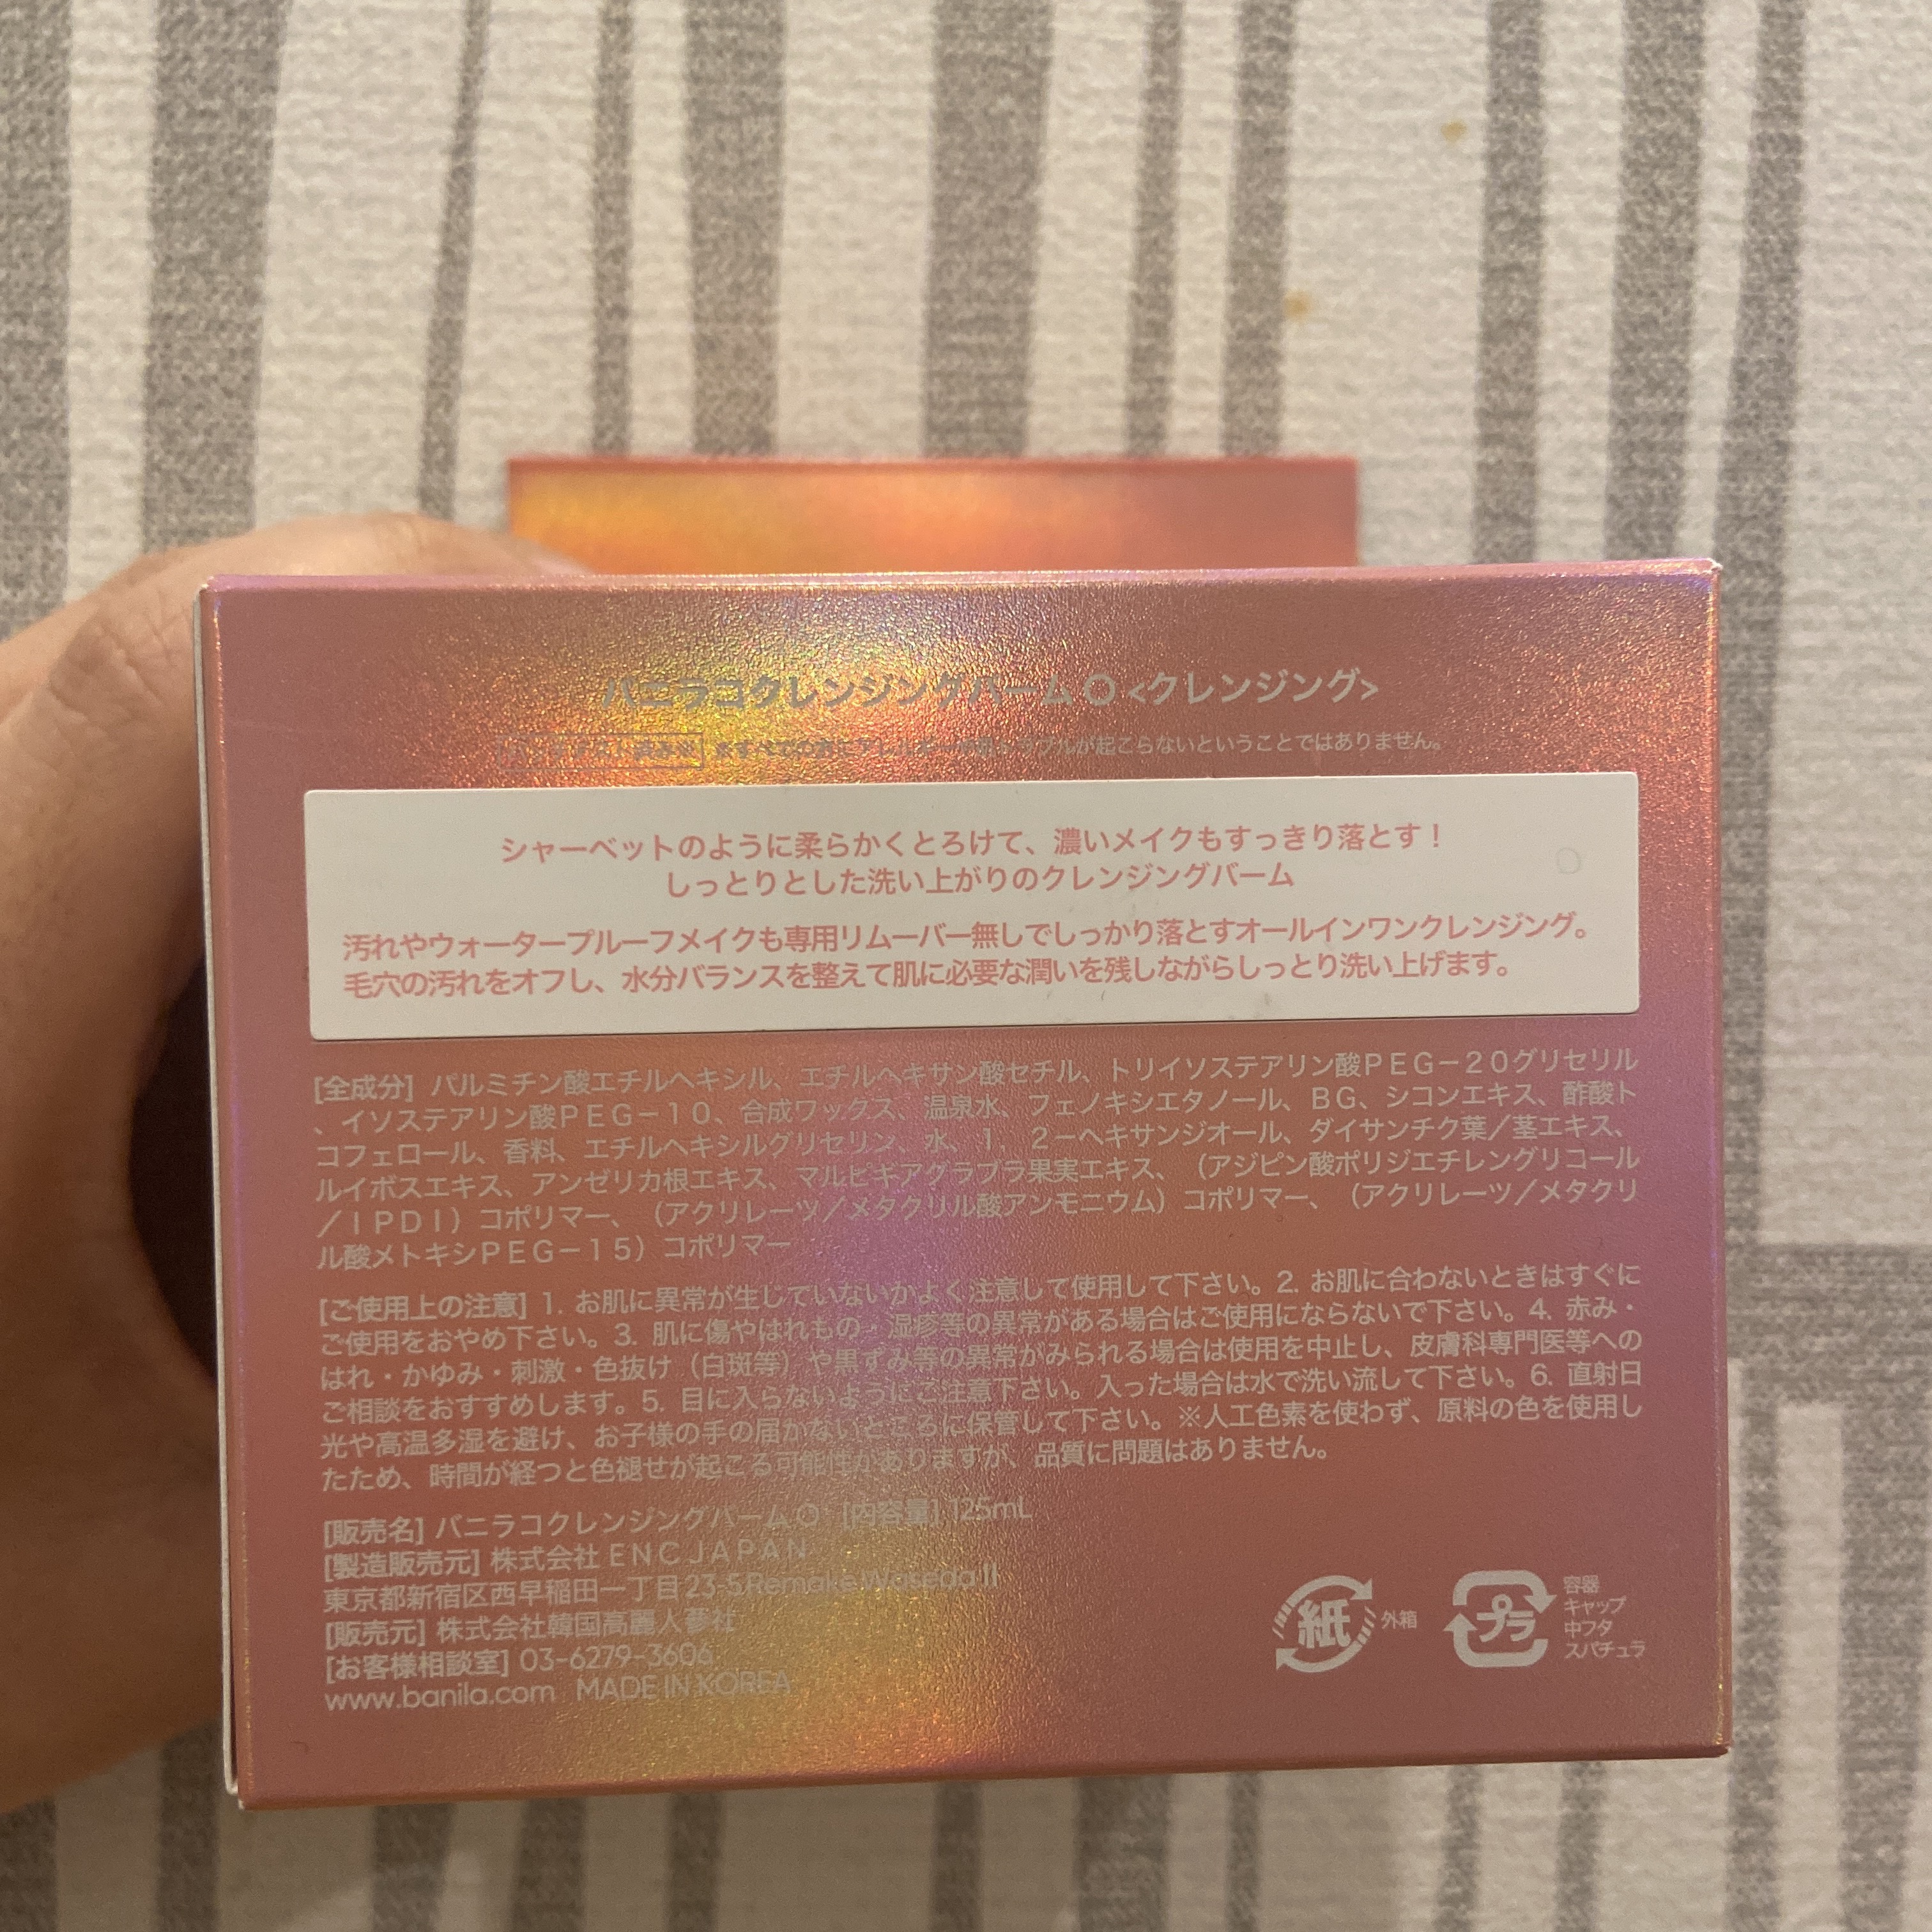 バニラコクレンジングバームO <クレンジング>
※すべての方にアレルギーや肌トラブルが起こらないということではありません。
シャーベットのように柔らかくとろけて、濃いメイクもすっきり落とす！
しっとりとした洗い上がりのクレンジングバーム
汚れやウォータープルーフメイクも専用リムーバー無しでしっかり落とすオールインワンクレンジング。
毛穴の汚れをオフし、水分バランスを整えて肌に必要な潤いを残しながらしっとり洗い上げます。
[全成分] パルミチン酸エチルヘキシル、エチルヘキサン酸セチル、トリイソステアリン酸ＰＥＧ－２０グリセリル
、イソステアリン酸ＰＥＧ－１０、合成ワックス、温泉水、フェノキシエタノール、ＢＧ、シコンエキス、酢酸ト
コフェロール、香料、エチルヘキシルグリセリン、水、１，２－ヘキサンジオール、ダイサンチク葉／茎エキス、
ルイボスエキス、アンゼリカ根エキス、マルピギアグラブラ果実エキス、（アジピン酸ポリジエチレングリコール
／ＩＰＤＩ）コポリマー、（アクリレーツ／メタクリル酸アンモニウム）コポリマー、（アクリレーツ／メタクリ
ル酸メトキシＰＥＧ－１５）コポリマー
[ご使用上の注意] 1. お肌に異常が生じていないかよく注意して使用して下さい。2. お肌に合わないときはすぐに
ご使用をおやめ下さい。3. 肌に傷やはれもの・湿疹等の異常がある場合はご使用にならないで下さい。4. 赤み・
はれ・かゆみ・刺激・色抜け（白斑等）や黒ずみ等の異常がみられる場合は使用を中止し、皮膚科専門医等への
ご相談をおすすめします。5. 目に入らないようにご注意下さい。入った場合は水で洗い流して下さい。6. 直射日
光や高温多湿を避け、お子様の手の届かないところに保管して下さい。※人工色素を使わず、原料の色を使用し
たため、時間が経つと色褪せが起こる可能性がありますが、品質に問題はありません。
[販売名] バニラコクレンジングバームO [内容量] 125mL
[製造販売元] 株式会社 ENC JAPAN
東京都新宿区西早稲田一丁目23-5Remake Waseda II
[販売元] 株式会社韓国高麗人蔘社
[お客様相談室] 03-6279-3606
www.banila.com MADE IN KOREA
紙 外箱
プラ 容器
キャップ
中フタ
スパチュラ